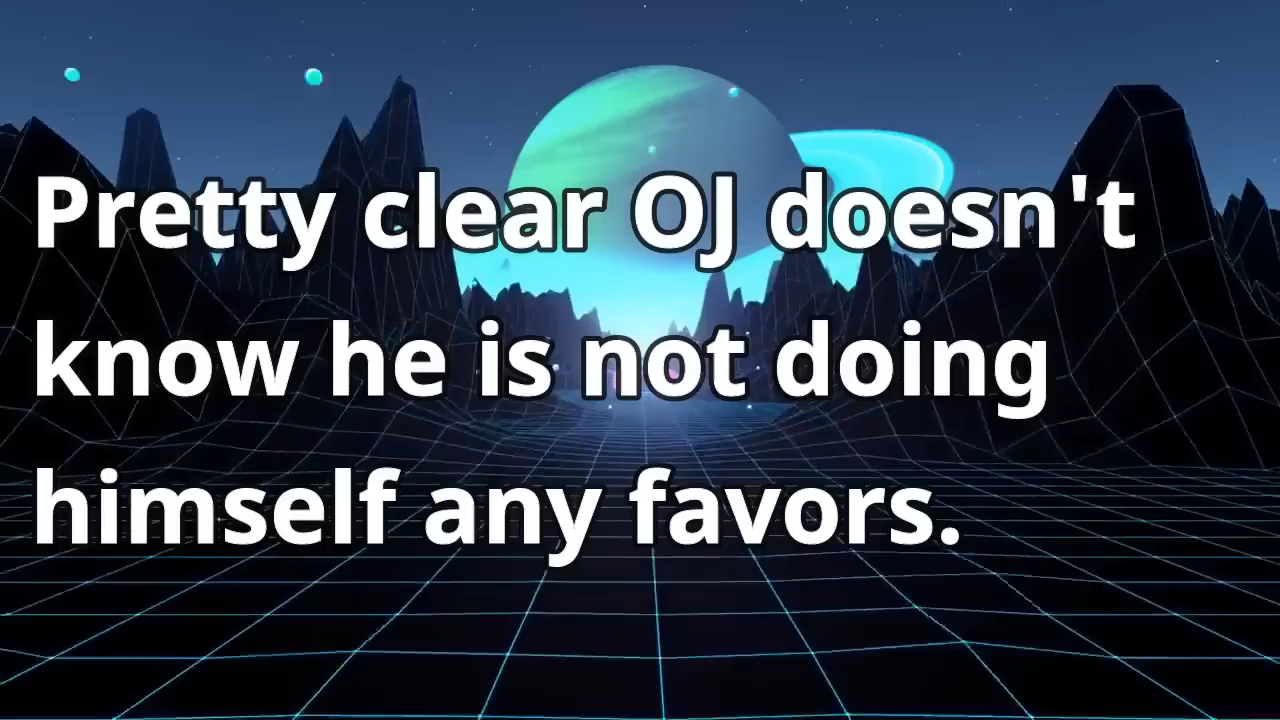 Pretty clear OJ doesn't
know he is not doing
himself any favors.